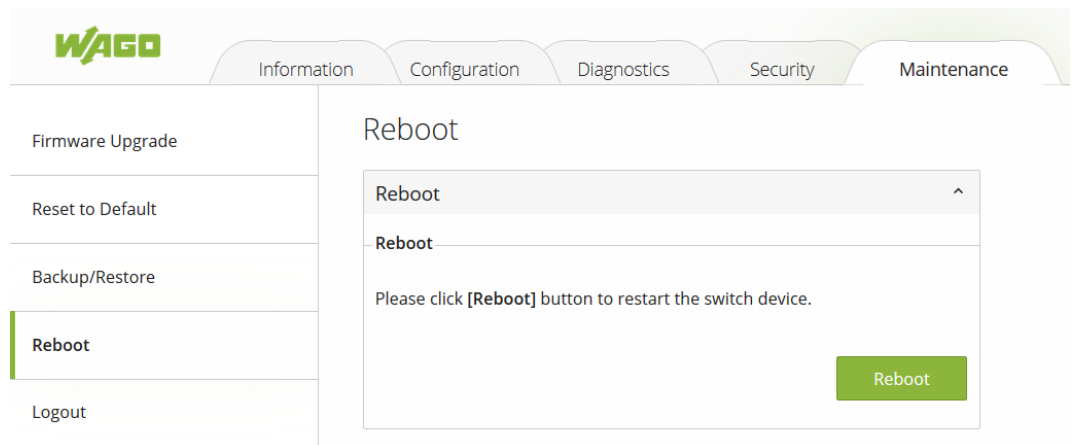 WAGO
Information Configuration Diagnostics Security Maintenance
Firmware Upgrade
Reset to Default
Backup/Restore
Reboot
Logout
Reboot
Reboot
Reboot
Please click [Reboot] button to restart the switch device.
Reboot